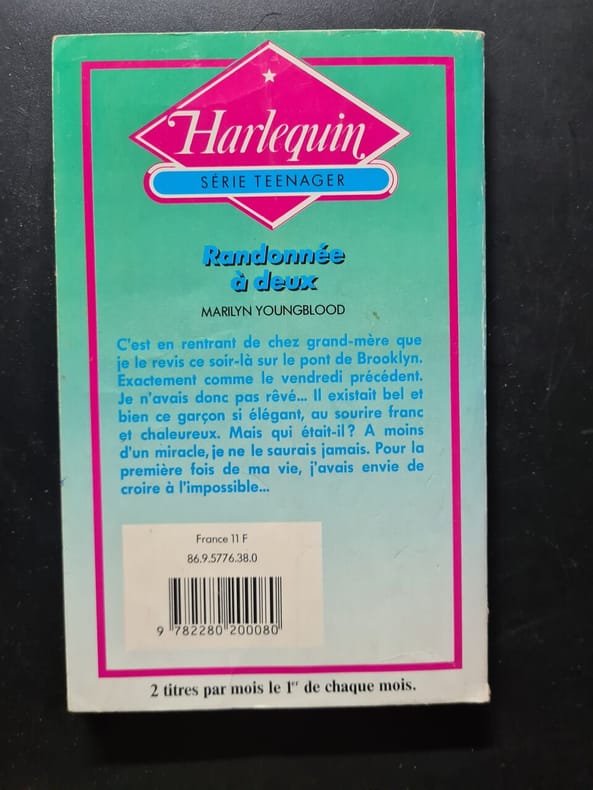 Harlequin
SÉRIE TEENAGER
Randonnée
à deux
MARILYN YOUNGBLOOD
C'est en rentrant de chez grand-mère que
je le revis ce soir-là sur le pont de Brooklyn.
Exactement comme le vendredi précédent.
Je n'avais donc pas rêvé... Il existait bel et
bien ce garçon si élégant, au sourire franc
et chaleureux. Mais qui était-il? A moins
d'un miracle, je ne le saurais jamais. Pour la
première fois de ma vie, j'avais envie de
croire à l'impossible...
France 11 F
86.9.5776.38.0
9 782280 200080
2 titres par mois le 1er de chaque mois.